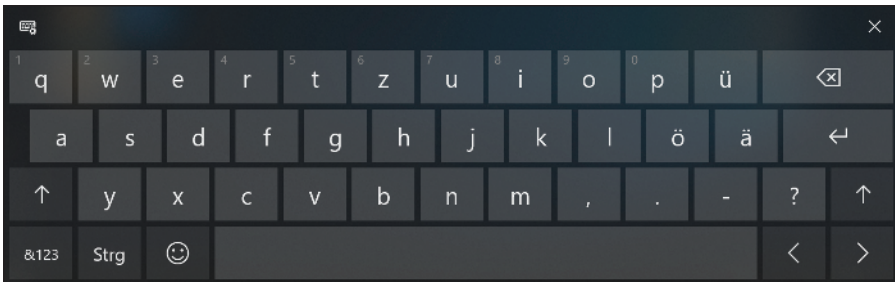 1 2 3 4 5 6 7 8 9 0
q w e r t z u i o p ü
a s d f g h j k l ö ä
y x c v b n m , . - ?
&123 Strg